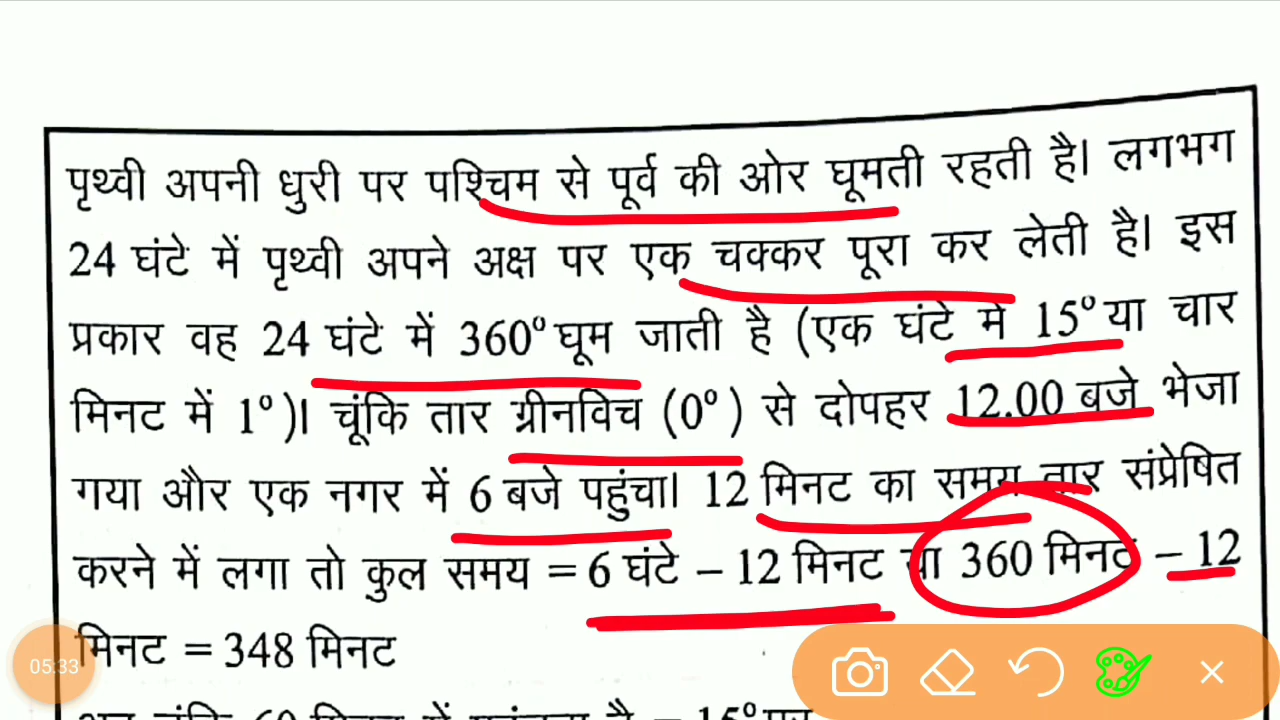 पृथ्वी अपनी धुरी पर पश्चिम से पूर्व की ओर घूमती रहती है। लगभग
24 घंटे में पृथ्वी अपने अक्ष पर एक चक्कर पूरा कर लेती है। इस
प्रकार वह 24 घंटे में 360° घूम जाती है (एक घंटे मे 15° या चार
मिनट में 1°)। चूंकि तार ग्रीनविच (0°) से दोपहर 12.00 बजे भेजा
गया और एक नगर में 6 बजे पहुंचा। 12 मिनट का समय तार संप्रेषित
करने में लगा तो कुल समय = 6 घंटे – 12 मिनट या 360 मिनट – 12
मिनट = 348 मिनट
05:33